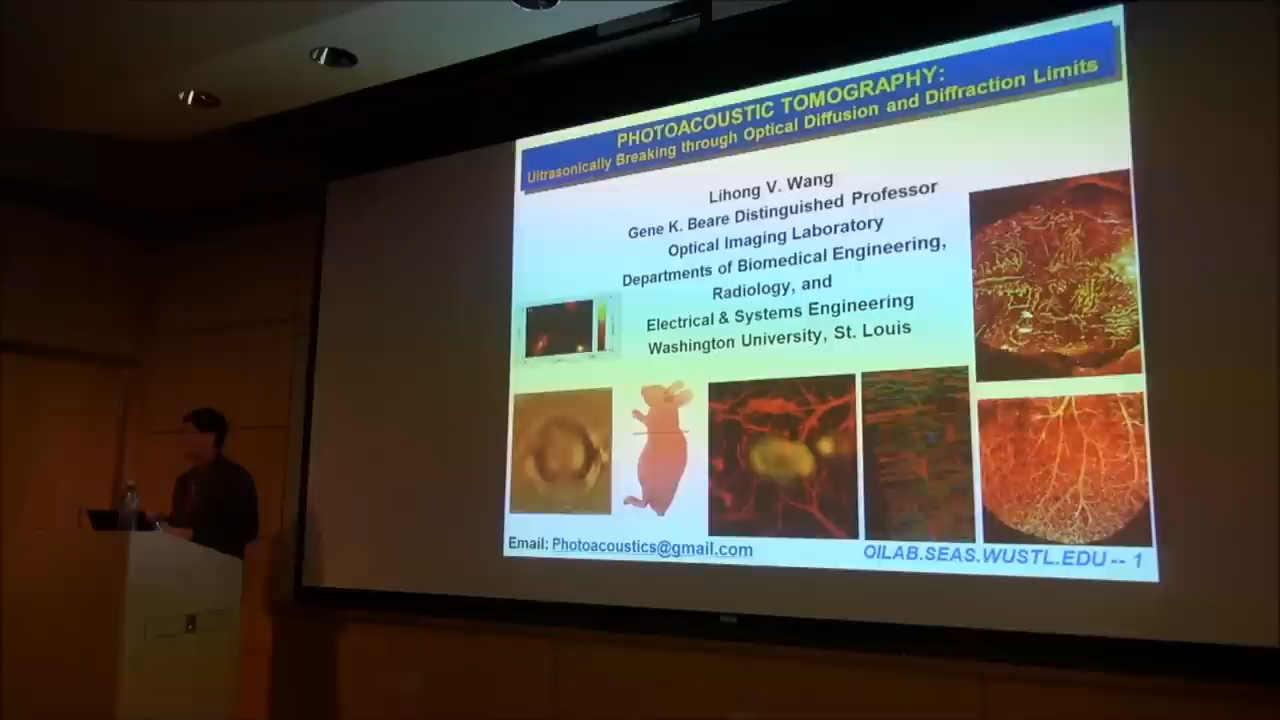 PHOTOACOUSTIC TOMOGRAPHY:
Ultrasonically Breaking through Optical Diffusion and Diffraction Limits
Lihong V. Wang
Gene K. Beare Distinguished Professor
Optical Imaging Laboratory
Departments of Biomedical Engineering,
Radiology, and
Electrical & Systems Engineering
Washington University, St. Louis
Email: Photoacoustics@gmail.com
OILAB.SEAS.WUSTL.EDU -- 1